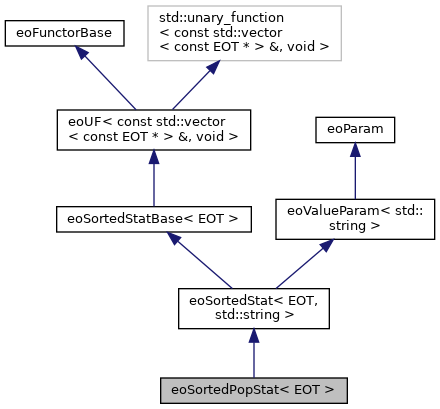 eoFunctorBase
std::unary_function
< const std::vector
< const EOT * > &, void >
eoUF< const std::vector
< const EOT * > &, void >
eoParam
eoSortedStatBase< EOT >
eoValueParam< std::
string >
eoSortedStat< EOT,
std::string >
eoSortedPopStat< EOT >